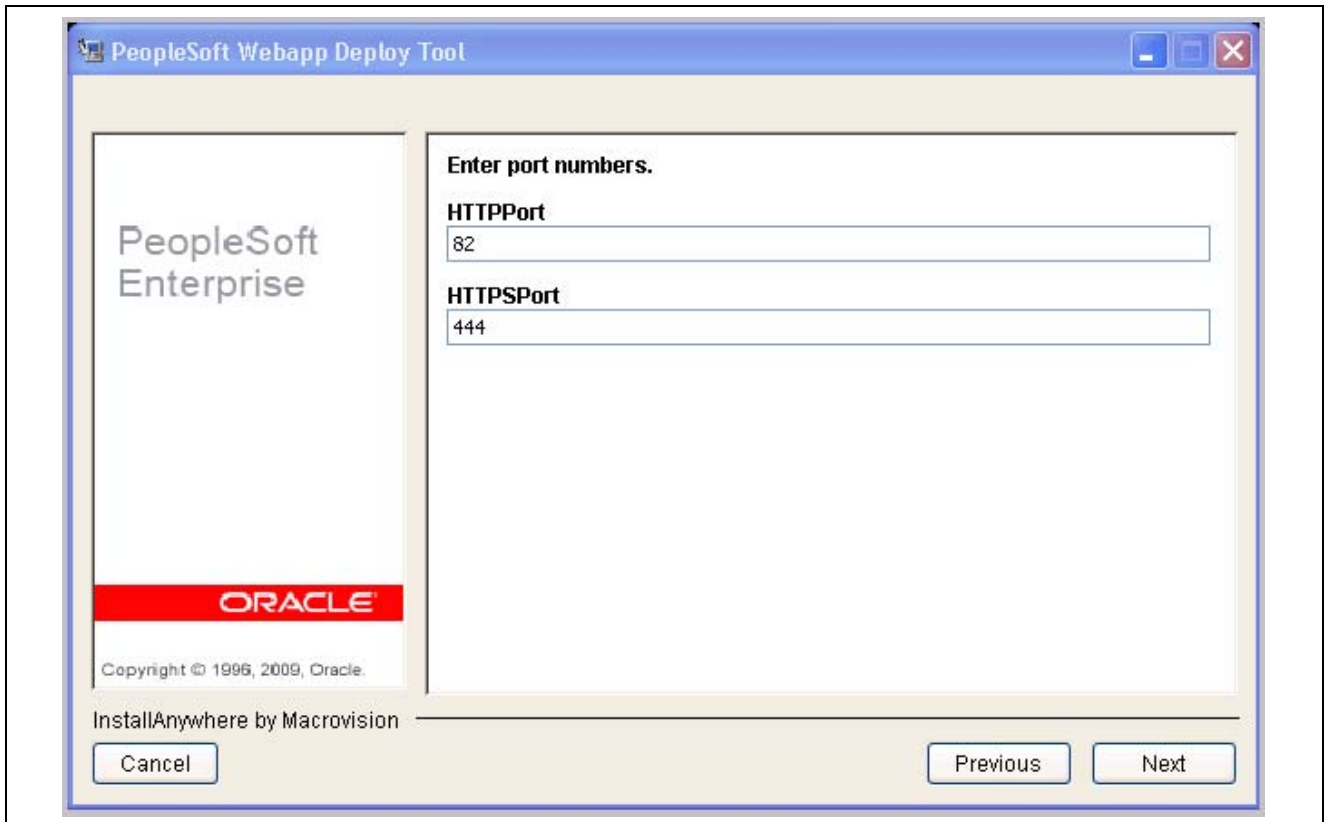 PeopleSoft Webapp Deploy Tool
PeopleSoft
Enterprise
ORACLE
Copyright © 1996, 2009, Oracle.
Enter port numbers.
HTTPPort
82
HTTPSPort
444
InstallAnywhere by Macrovision
Cancel
Previous
Next